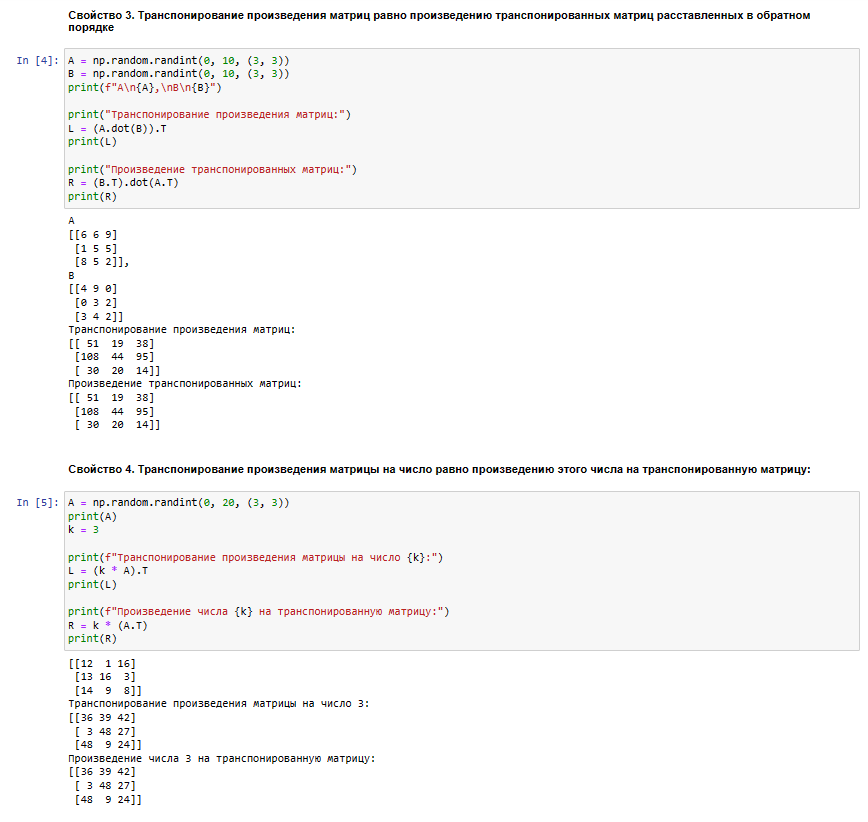 Свойство 3. Транспонирование произведения матриц равно произведению транспонированных матриц расставленных в обратном
порядке
In [4]: A = np.random.randint(0, 10, (3, 3))
B = np.random.randint(0, 10, (3, 3))
print(f"A\n{A},\nB\n{B}")
print("Транспонирование произведения матриц:")
L = (A.dot(B)).T
print(L)
print("Произведение транспонированных матриц:")
R = (B.T).dot(A.T)
print(R)
A
[[6 6 9]
 [1 5 5]
 [8 5 2]],
B
[[4 9 0]
 [0 3 2]
 [3 4 2]]
Транспонирование произведения матриц:
[[ 51  19  38]
 [108  44  95]
 [ 30  20  14]]
Произведение транспонированных матриц:
[[ 51  19  38]
 [108  44  95]
 [ 30  20  14]]
Свойство 4. Транспонирование произведения матрицы на число равно произведению этого числа на транспонированную матрицу:
In [5]: A = np.random.randint(0, 20, (3, 3))
print(A)
k = 3
print(f"Транспонирование произведения матрицы на число {k}:")
L = (k * A).T
print(L)
print(f"Произведение числа {k} на транспонированную матрицу:")
R = k * (A.T)
print(R)
[[12  1 16]
 [13 16  3]
 [14  9  8]]
Транспонирование произведения матрицы на число 3:
[[36 39 42]
 [ 3 48 27]
 [48  9 24]]
Произведение числа 3 на транспонированную матрицу:
[[36 39 42]
 [ 3 48 27]
 [48  9 24]]